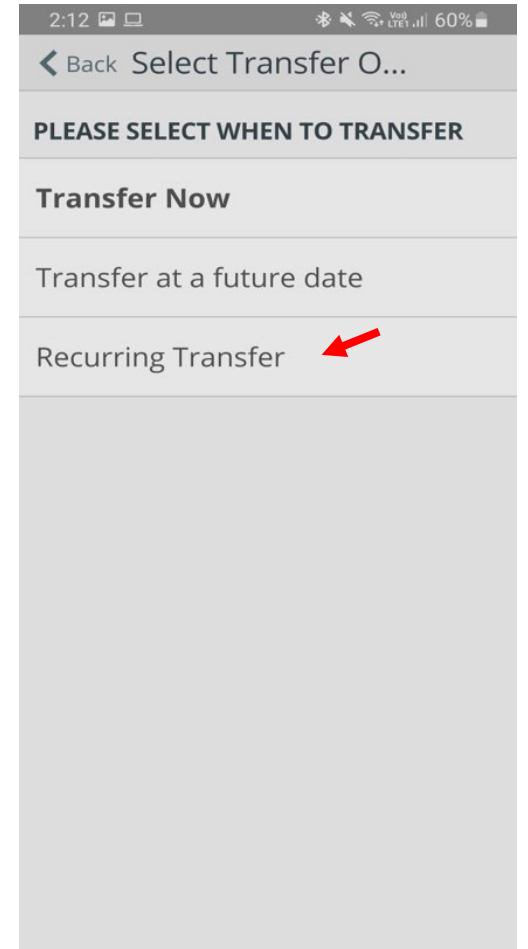 2:12 60%
Back Select Transfer O...
PLEASE SELECT WHEN TO TRANSFER
Transfer Now
Transfer at a future date
Recurring Transfer